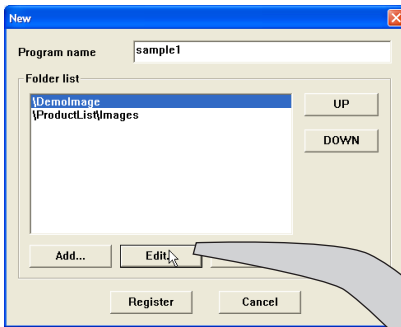 New
Program name sample1
Folder list
\DemoImage
\ProductList\Images
UP
DOWN
Add... Edit...
Register Cancel